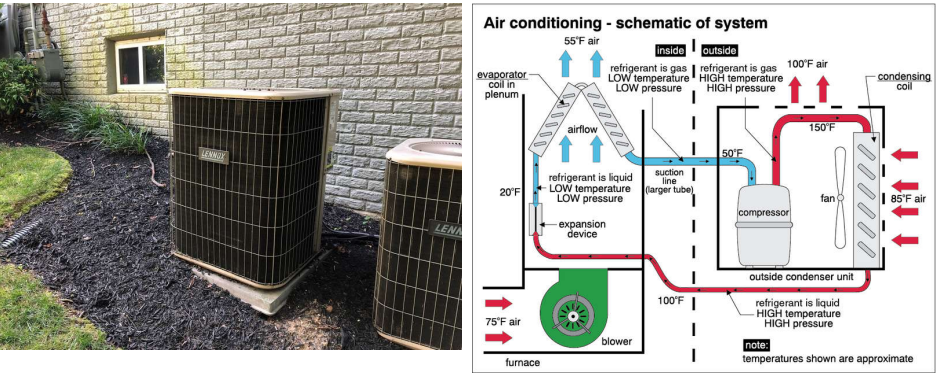 LENNOX
LENN
Air conditioning - schematic of system
55°F air
inside
outside
refrigerant is gas
LOW temperature
LOW pressure
refrigerant is gas
HIGH temperature
HIGH pressure
100°F air
evaporator
coil in
plenum
condensing
coil
airflow
150°F
50°F
suction
line
(larger tube)
20°F
refrigerant is liquid
LOW temperature
LOW pressure
compressor
fan
85°F air
expansion
device
outside condenser unit
100°F
refrigerant is liquid
HIGH temperature
HIGH pressure
75°F air
blower
furnace
note:
temperatures shown are approximate